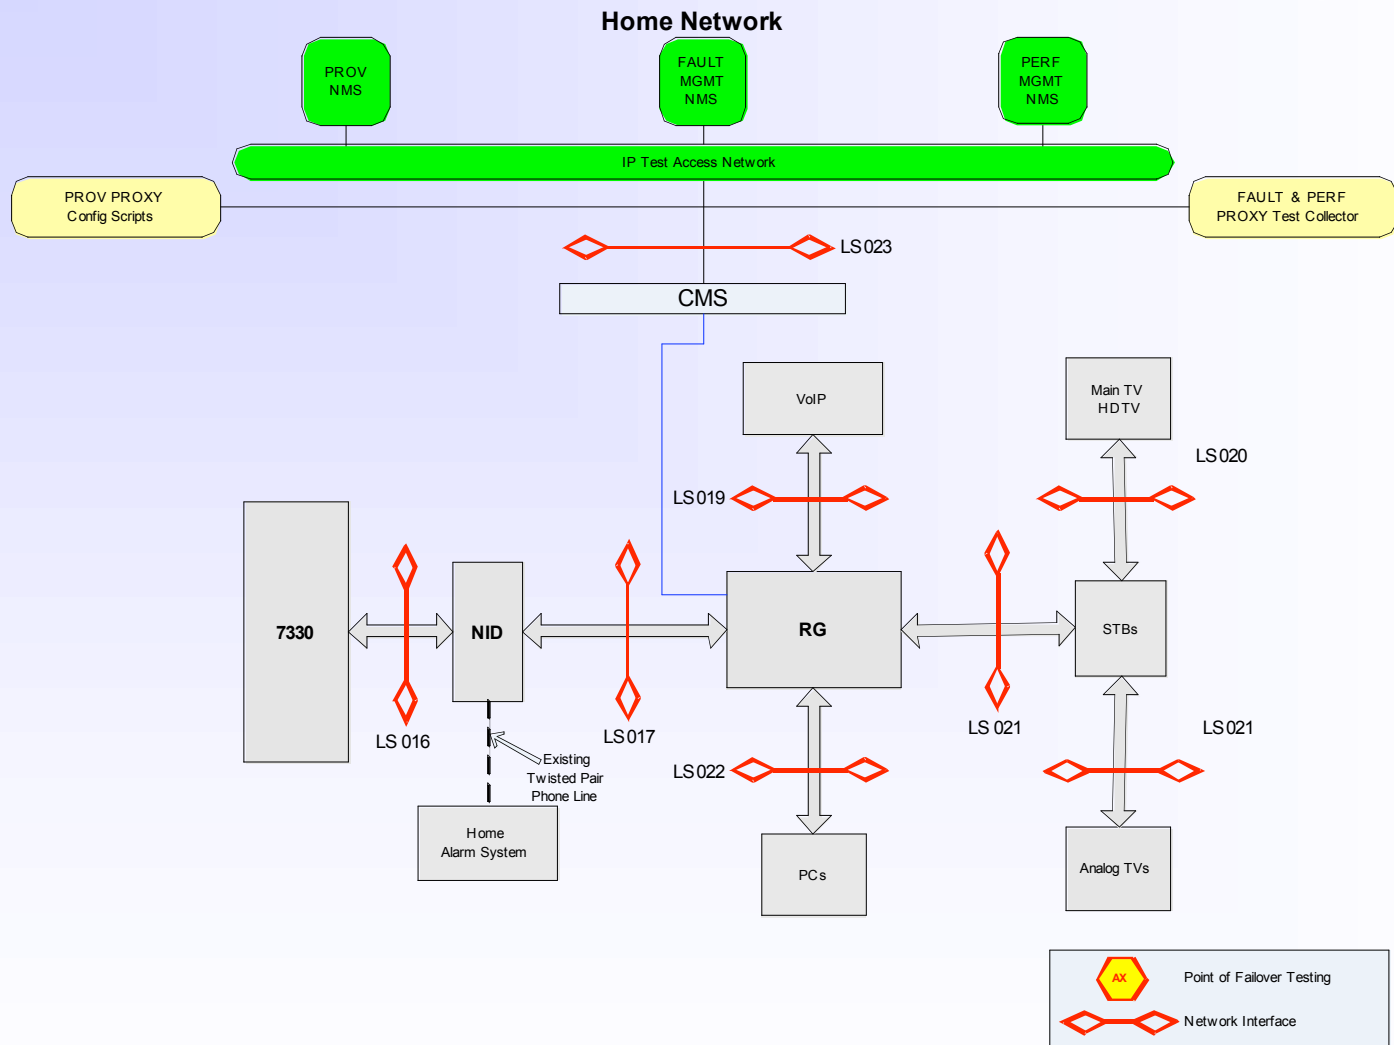 Home Network
PROV
NMS
FAULT
MGMT
NMS
PERF
MGMT
NMS
IP Test Access Network
PROV PROXY
Config Scripts
FAULT & PERF
PROXY Test Collector
LS023
CMS
VoIP
Main TV
HDTV
LS020
LS019
7330
NID
RG
STBs
LS 016
LS017
LS 021
LS021
Existing
Twisted Pair
Phone Line
LS022
Home
Alarm System
PCs
Analog TVs
AX
Point of Failover Testing
Network Interface